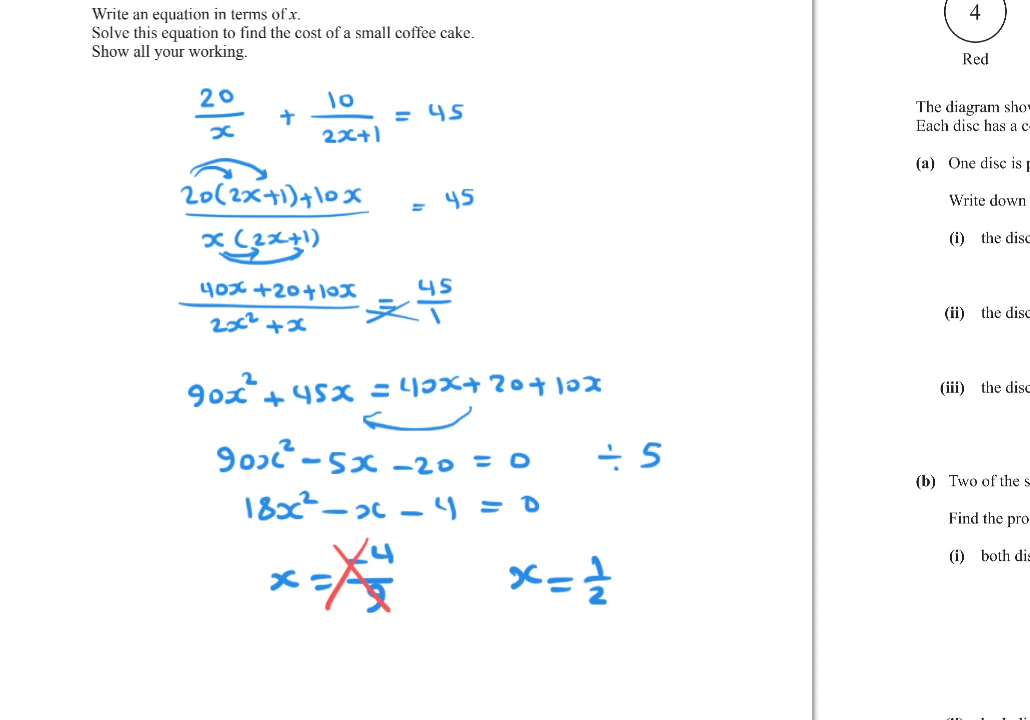 Write an equation in terms of x.
Solve this equation to find the cost of a small coffee cake.
Show all your working.
20/x + 10/2x+1 = 45
20(2x+1)+10x / x(2x+1) = 45
40x+20+10x / 2x²+x = 45/1
90x² + 45x = 40x+20+10x
90x² - 5x - 20 = 0 ÷ 5
18x² - x - 4 = 0
x = -4/9 x = 1/2
4
Red
The diagram sho
Each disc has a c
(a) One disc is p
Write down
(i) the disc
(ii) the disc
(iii) the disc
(b) Two of the s
Find the pro
(i) both dis